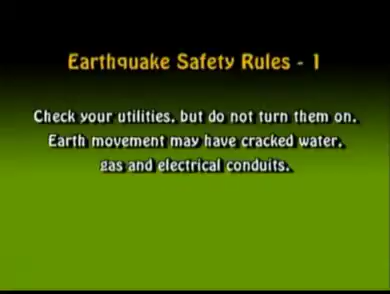 Earthquake Safety Rules - 1
Check your utilities, but do not turn them on.
Earth movement may have cracked water,
gas and electrical conduits.